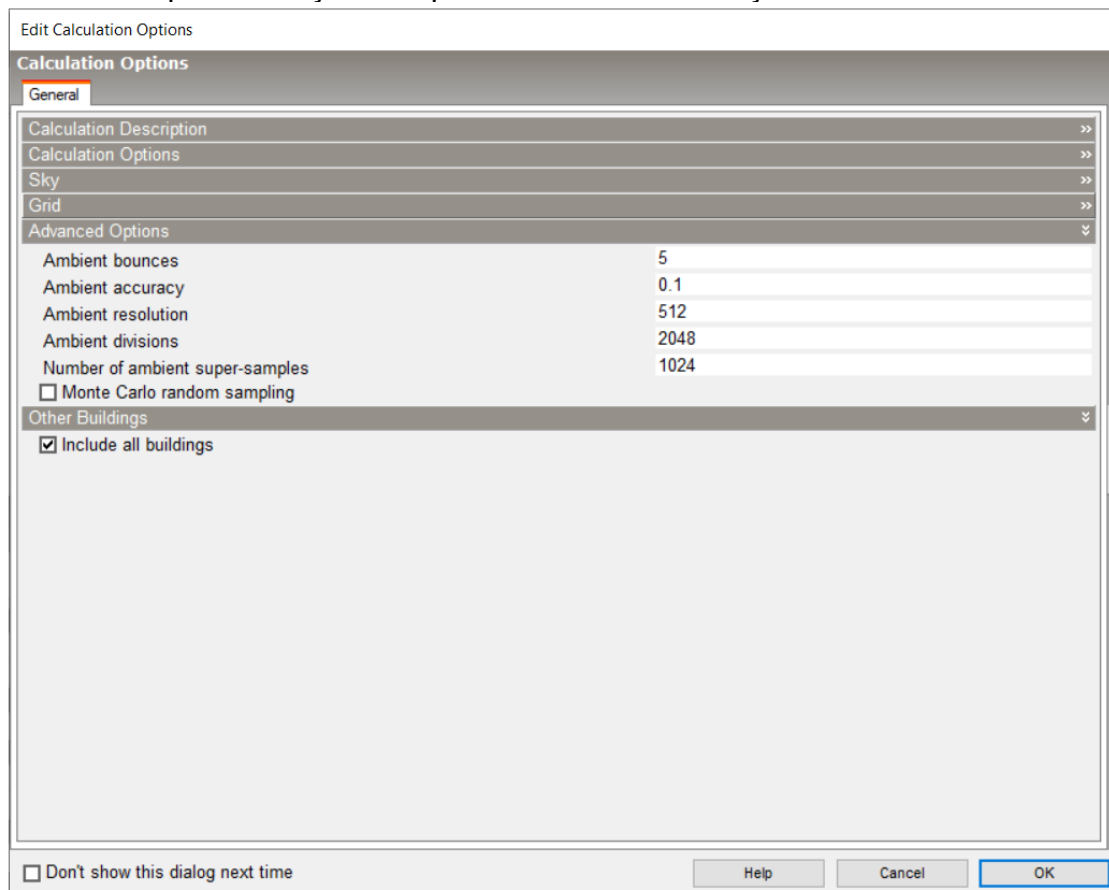 Edit Calculation Options
Calculation Options
General
Calculation Description
Calculation Options
Sky
Grid
Advanced Options
Ambient bounces 5
Ambient accuracy 0.1
Ambient resolution 512
Ambient divisions 2048
Number of ambient super-samples 1024
Monte Carlo random sampling
Other Buildings
Include all buildings
Don't show this dialog next time Help Cancel OK